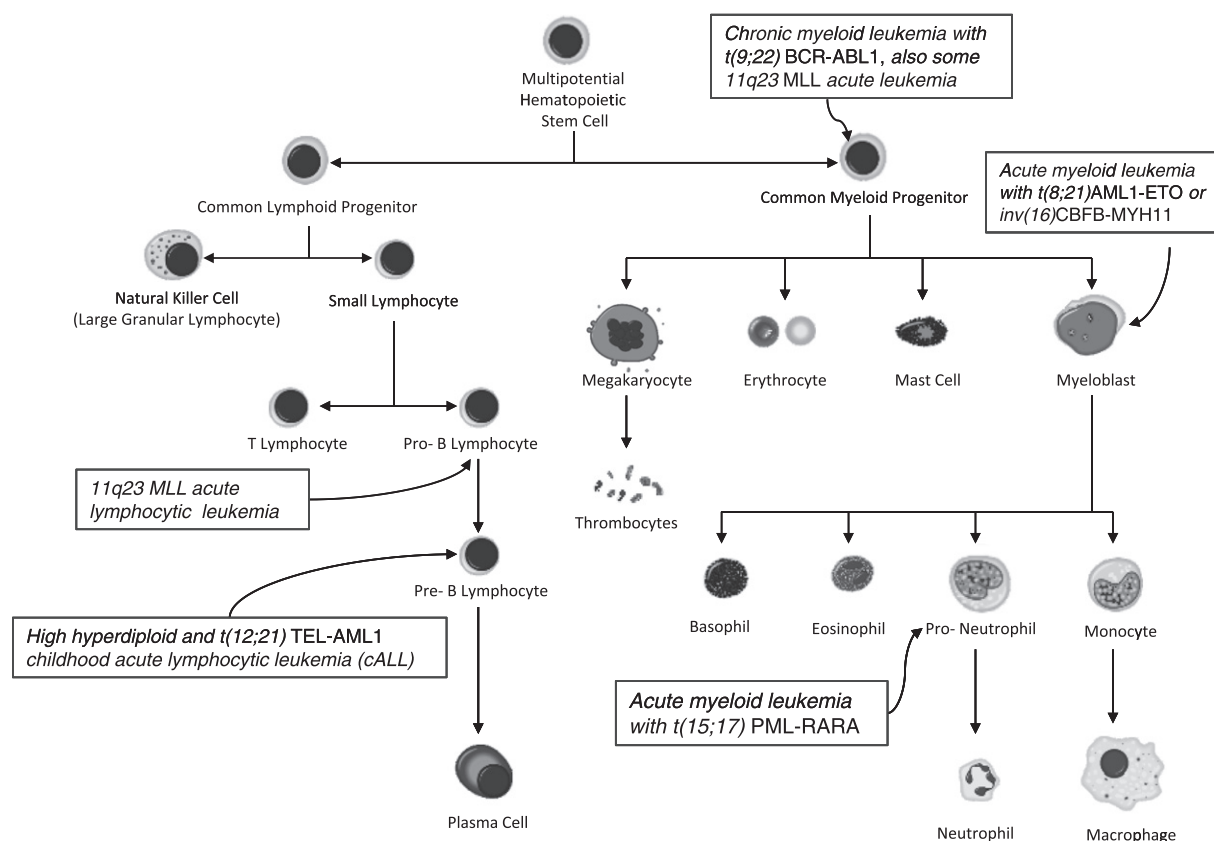 Chronic myeloid leukemia with
t(9;22) BCR-ABL1, also some
11q23 MLL acute leukemia
Multipotential
Hematopoietic
Stem Cell
Common Lymphoid Progenitor
Common Myeloid Progenitor
Acute myeloid leukemia
with t(8;21)AML1-ETO or
inv(16)CBFB-MYH11
Natural Killer Cell
(Large Granular Lymphocyte)
Small Lymphocyte
Megakaryocyte
Erythrocyte
Mast Cell
Myeloblast
T Lymphocyte
Pro- B Lymphocyte
11q23 MLL acute
lymphocytic leukemia
Thrombocytes
Pre- B Lymphocyte
High hyperdiploid and t(12;21) TEL-AML1
childhood acute lymphocytic leukemia (cALL)
Basophil
Eosinophil
Pro- Neutrophil
Monocyte
Acute myeloid leukemia
with t(15;17) PML-RARA
Plasma Cell
Neutrophil
Macrophage